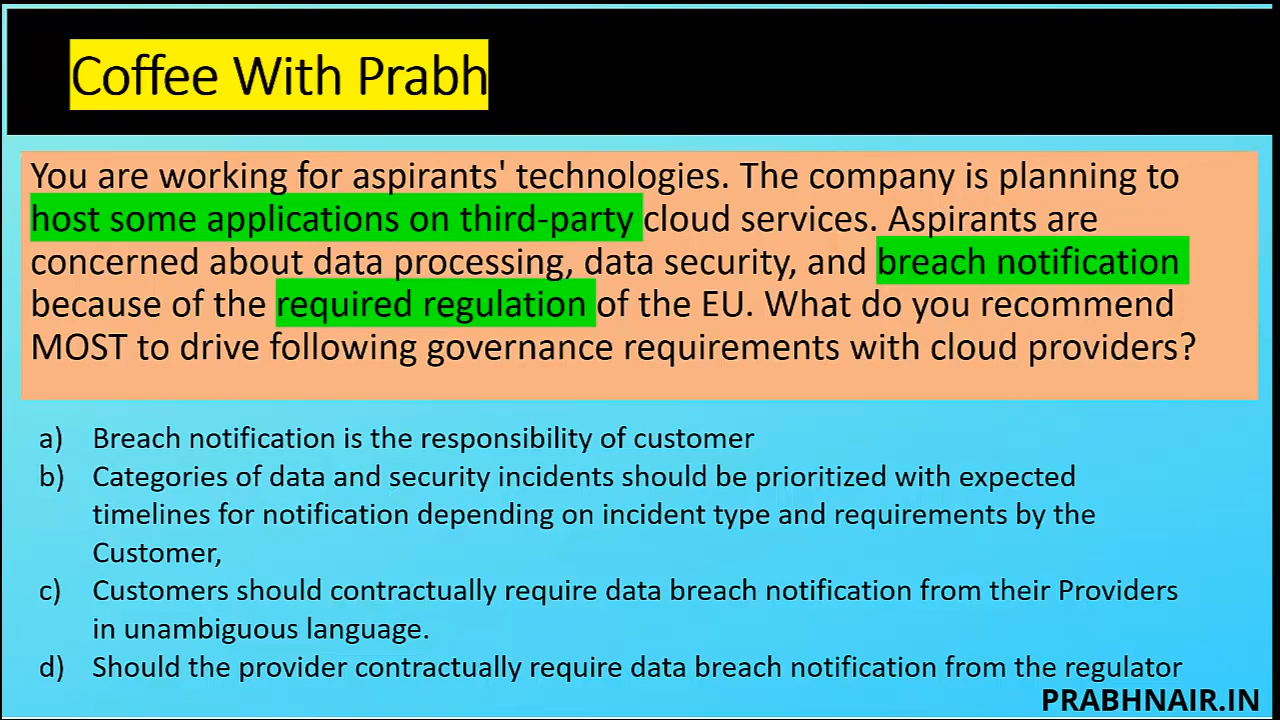 Coffee With Prabh
You are working for aspirants' technologies. The company is planning to
host some applications on third-party cloud services. Aspirants are
concerned about data processing, data security, and breach notification
because of the required regulation of the EU. What do you recommend
MOST to drive following governance requirements with cloud providers?
a) Breach notification is the responsibility of customer
b) Categories of data and security incidents should be prioritized with expected
timelines for notification depending on incident type and requirements by the
Customer,
c) Customers should contractually require data breach notification from their Providers
in unambiguous language.
d) Should the provider contractually require data breach notification from the regulator
PRABHNAIR.IN